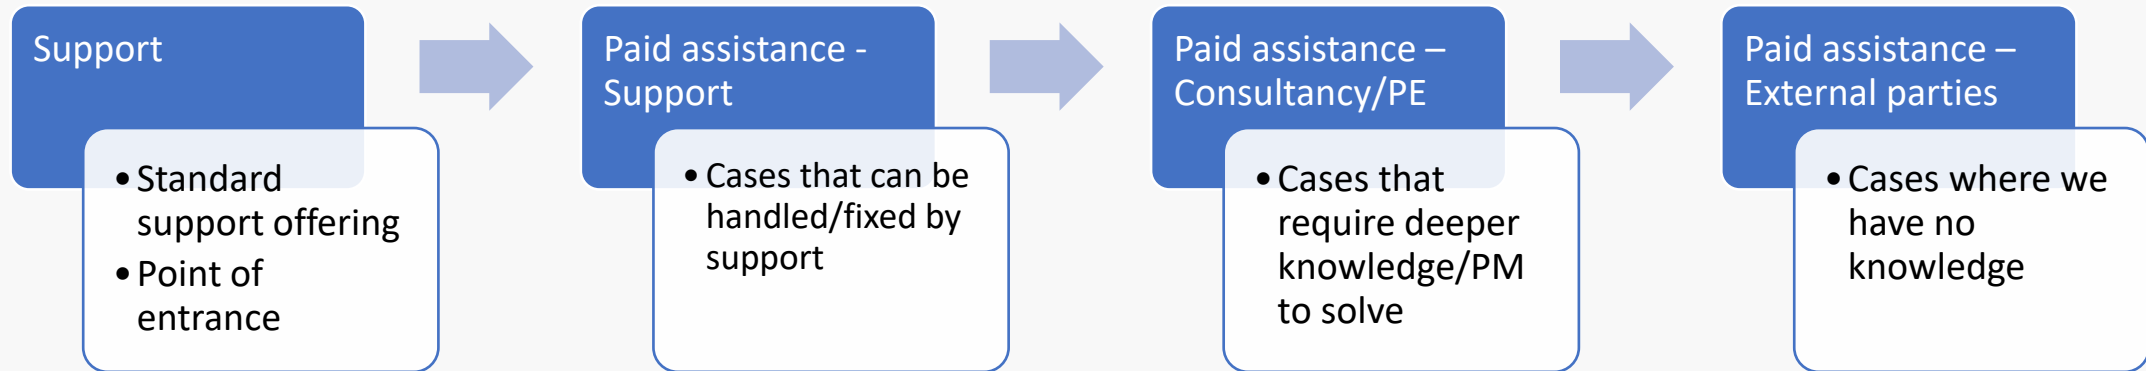 Support
• Standard
support offering
• Point of
entrance
Paid assistance -
Support
• Cases that can be
handled/fixed by
support
Paid assistance –
Consultancy/PE
• Cases that
require deeper
knowledge/PM
to solve
Paid assistance –
External parties
• Cases where we
have no
knowledge